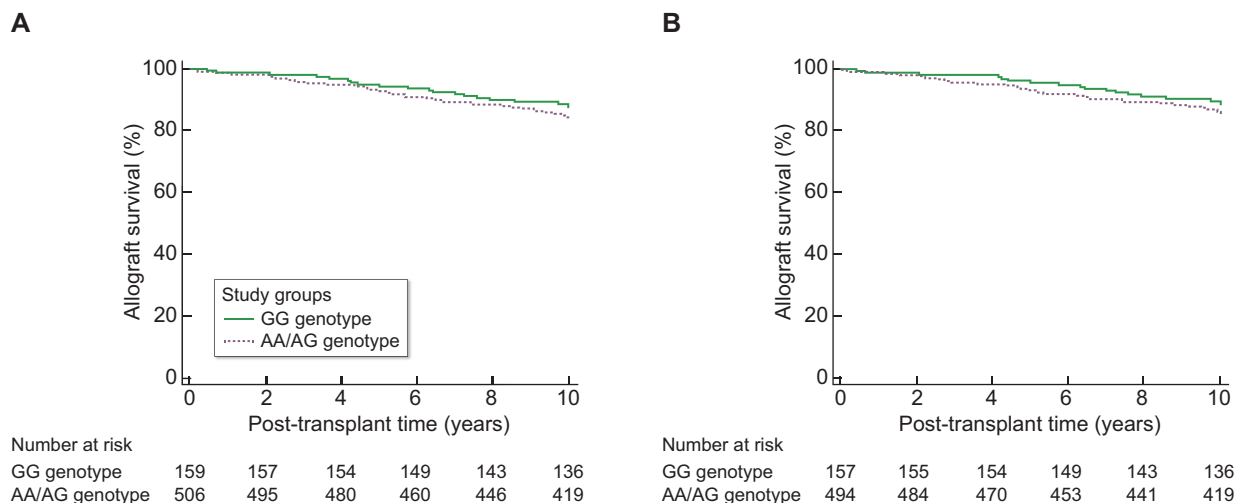 A
Allograft survival (%)
100
80
60
40
20
0
Study groups
GG genotype
AA/AG genotype
0 2 4 6 8 10
Post-transplant time (years)
Number at risk
GG genotype 159 157 154 149 143 136
AA/AG genotype 506 495 480 460 446 419
B
Allograft survival (%)
100
80
60
40
20
0
0 2 4 6 8 10
Post-transplant time (years)
Number at risk
GG genotype 157 155 154 149 143 136
AA/AG genotype 494 484 470 453 441 419